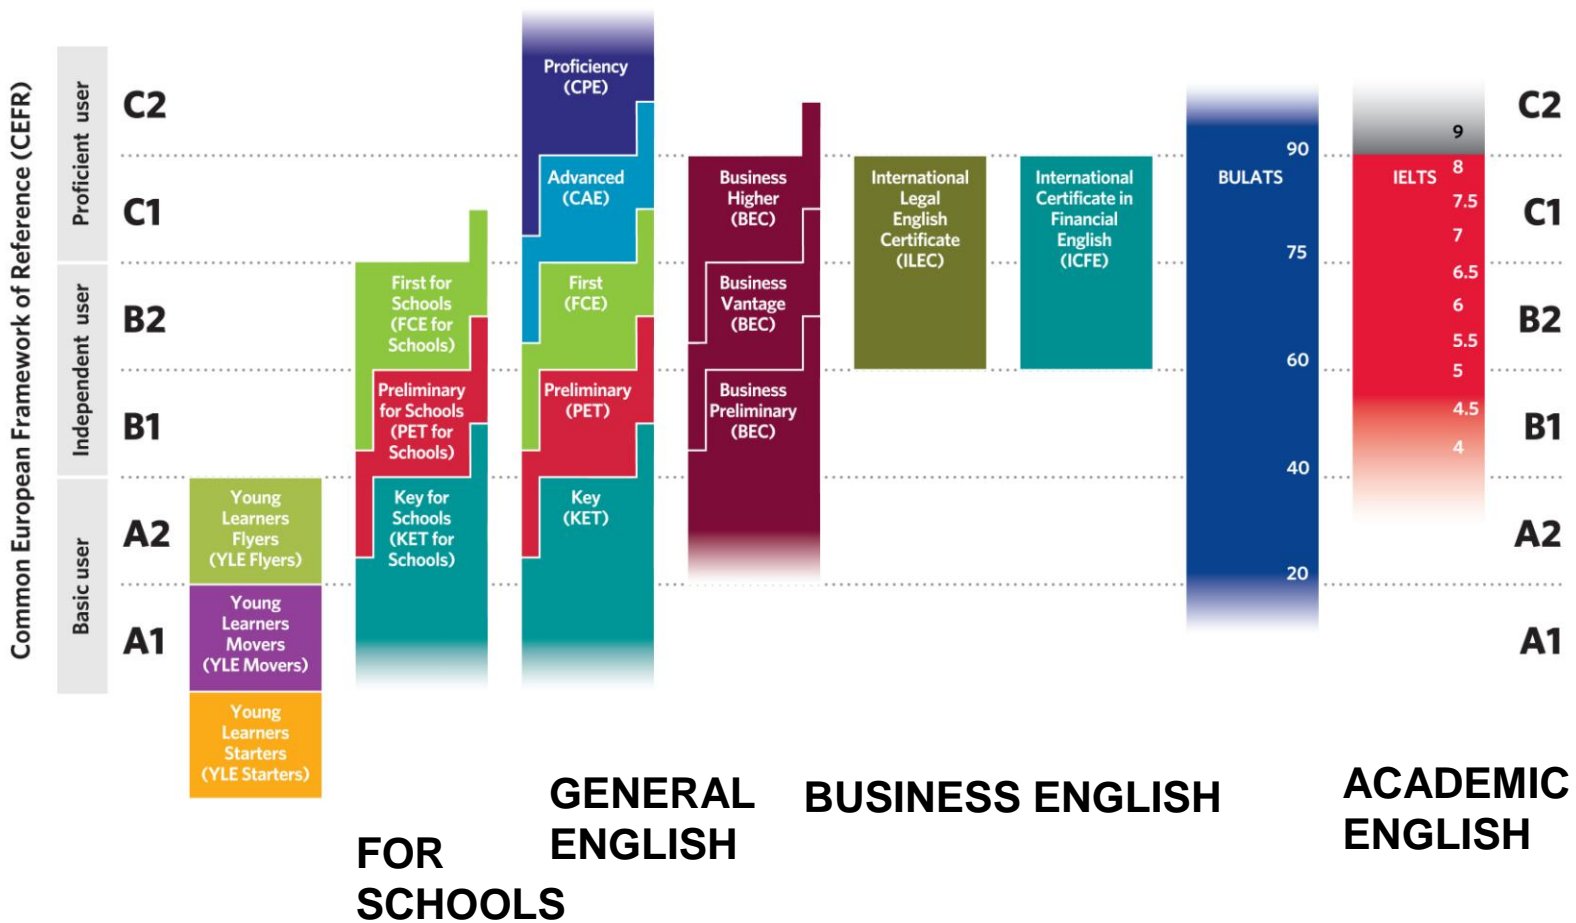 Common European Framework of Reference (CEFR)
Proficient user
Independent user
Basic user
C2
C1
B2
B1
A2
A1
Young
Learners
Flyers
(YLE Flyers)
Young
Learners
Movers
(YLE Movers)
Young
Learners
Starters
(YLE Starters)
First for
Schools
(FCE for
Schools)
Preliminary
for Schools
(PET for
Schools)
Key for
Schools
(KET for
Schools)
Proficiency
(CPE)
Advanced
(CAE)
First
(FCE)
Preliminary
(PET)
Key
(KET)
Business
Higher
(BEC)
Business
Vantage
(BEC)
Business
Preliminary
(BEC)
International
Legal
English
Certificate
(ILEC)
International
Certificate in
Financial
English
(ICFE)
BULATS
90
75
60
40
20
IELTS
9
8
7.5
7
6.5
6
5.5
5
4.5
4
C2
C1
B2
B1
A2
A1
FOR
SCHOOLS
GENERAL
ENGLISH
BUSINESS ENGLISH
ACADEMIC
ENGLISH